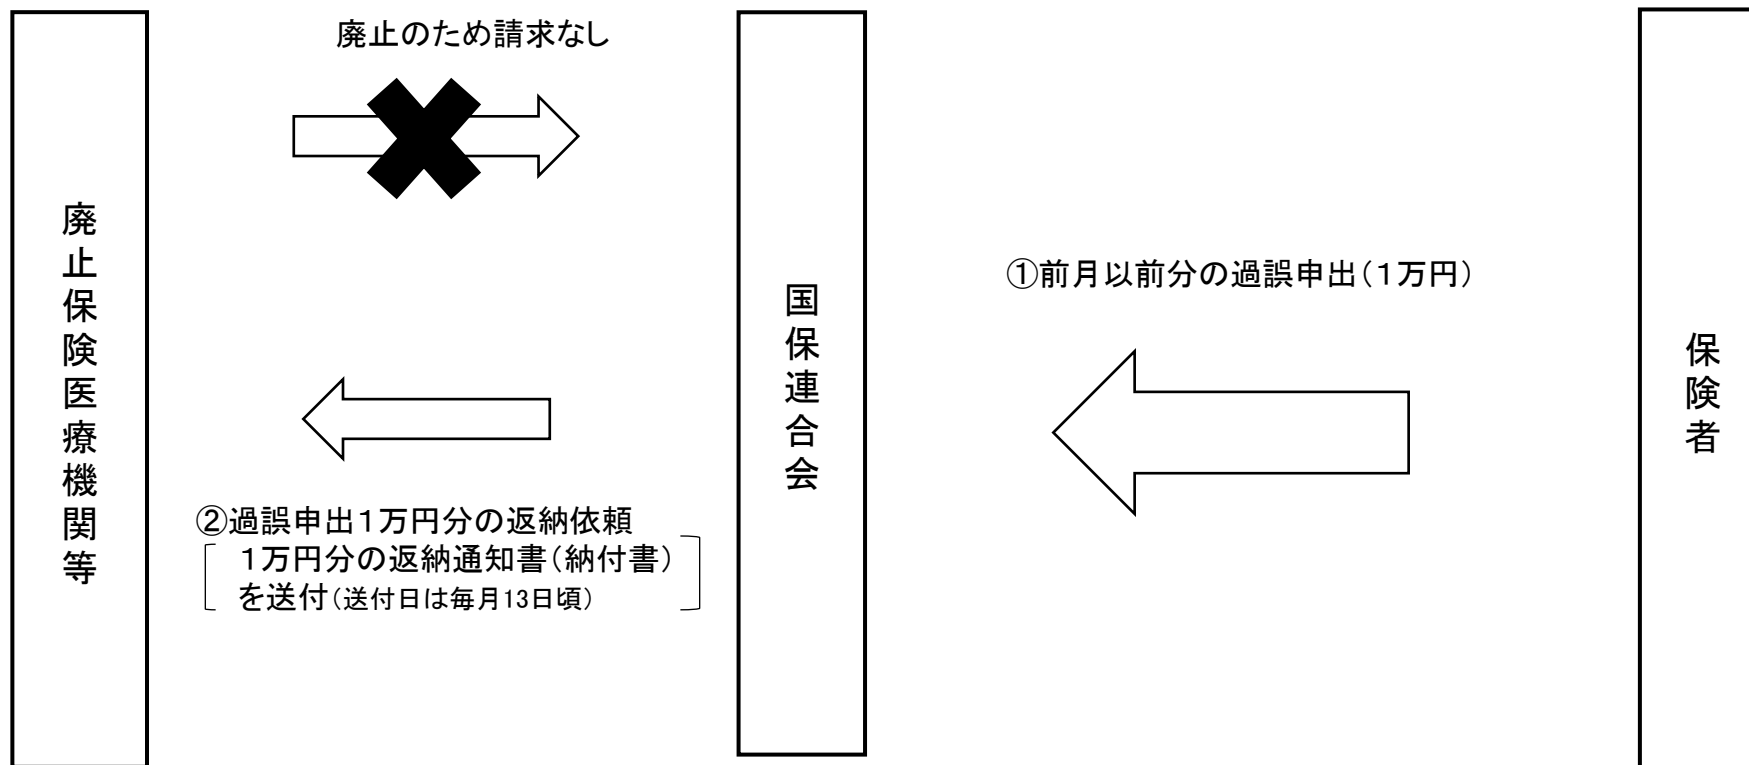 廃止のため請求なし
廃止保険医療機関等
国保連合会
①前月以前分の過誤申出（１万円）
保険者
②過誤申出１万円分の返納依頼
１万円分の返納通知書（納付書）
を送付（送付日は毎月13日頃）